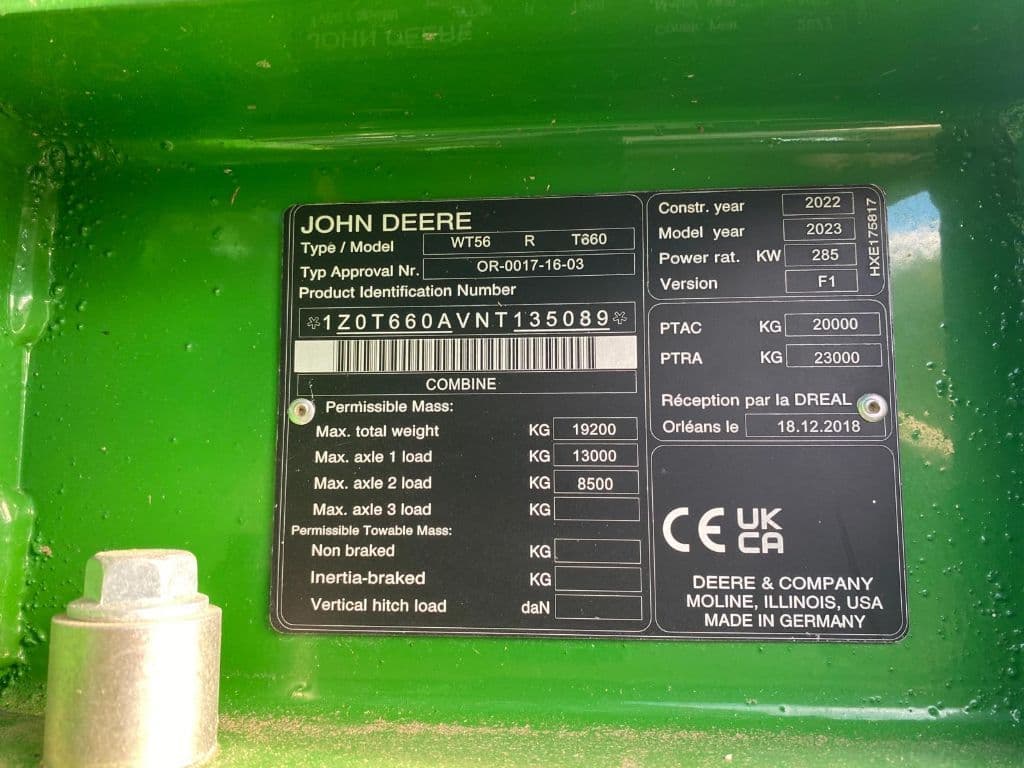 JOHN DEERE
Type / Model WT56 R T660
Typ Approval Nr. OR-0017-16-03
Product Identification Number
*1Z0T660AVNT135089*
COMBINE
Permissible Mass:
Max. total weight KG 19200
Max. axle 1 load KG 13000
Max. axle 2 load KG 8500
Max. axle 3 load KG
Permissible Towable Mass:
Non braked KG
Inertia-braked KG
Vertical hitch load daN
Constr. year 2022
Model year 2023
Power rat. KW 285
Version F1
HXE175817
PTAC KG 20000
PTRA KG 23000
Réception par la DREAL
Orléans le 18.12.2018
CE UK
CA
DEERE & COMPANY
MOLINE, ILLINOIS, USA
MADE IN GERMANY